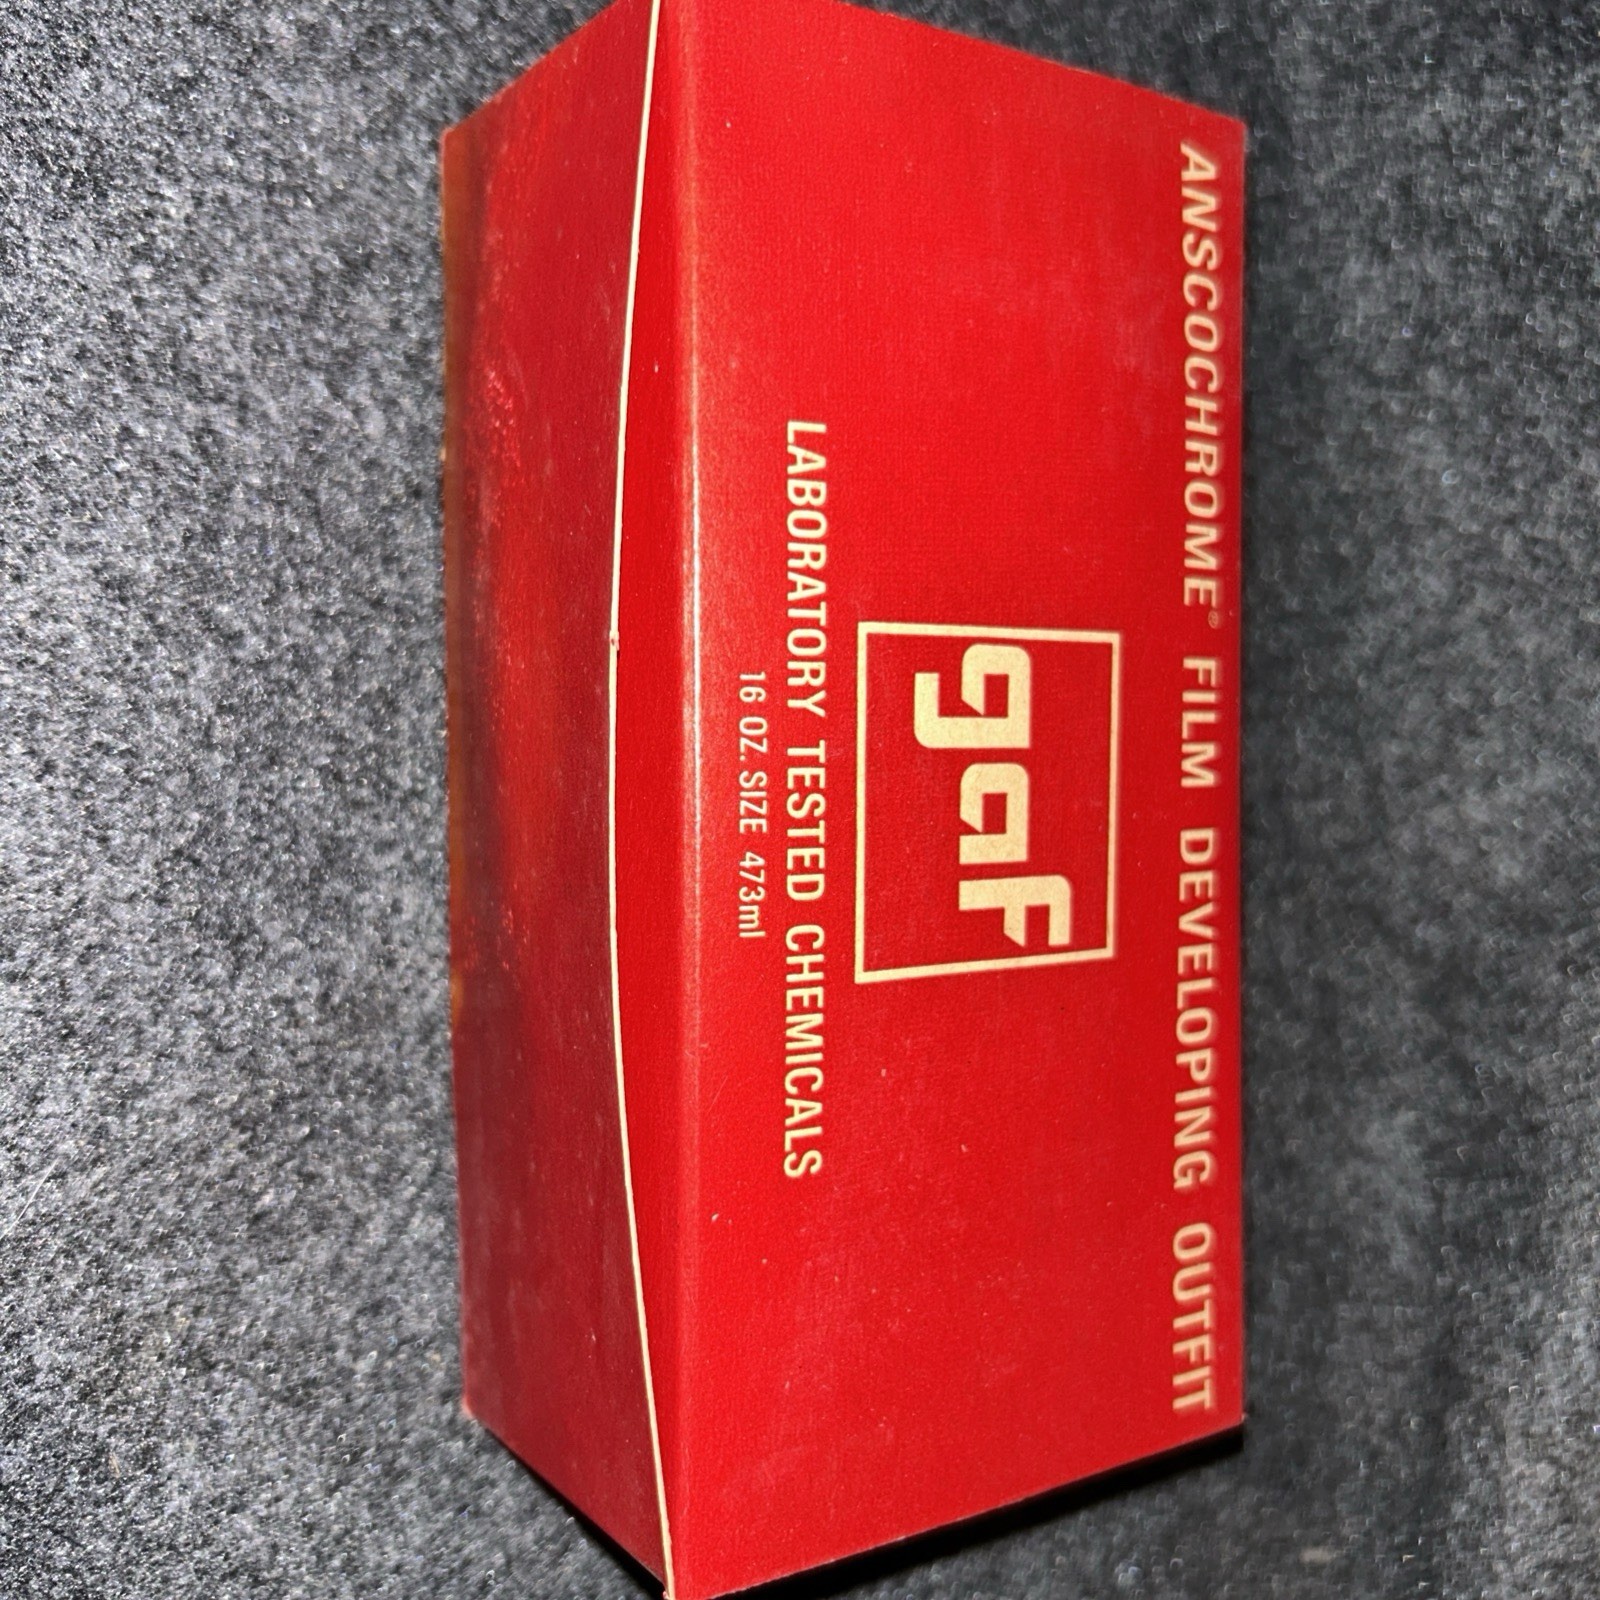 ANSCOCHROME® FILM DEVELOPING OUTFIT
gaf
LABORATORY TESTED CHEMICALS
16 OZ. SIZE 473ml